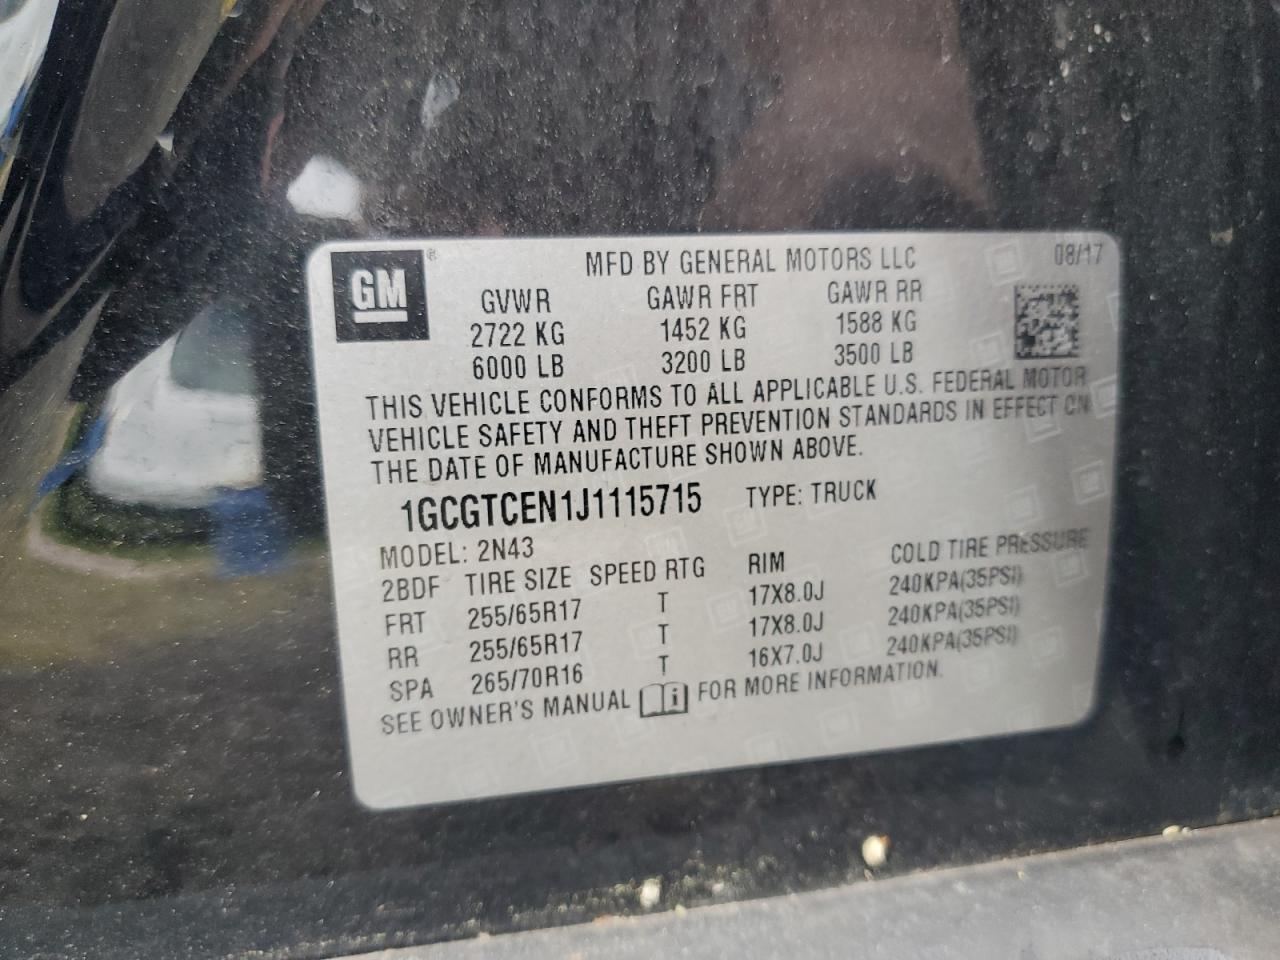 GM ®
MFD BY GENERAL MOTORS LLC 08/17
GVWR GAWR FRT GAWR RR
2722 KG 1452 KG 1588 KG
6000 LB 3200 LB 3500 LB
THIS VEHICLE CONFORMS TO ALL APPLICABLE U.S. FEDERAL MOTOR
VEHICLE SAFETY AND THEFT PREVENTION STANDARDS IN EFFECT ON
THE DATE OF MANUFACTURE SHOWN ABOVE.
1GCGTCEN1J1115715 TYPE: TRUCK
MODEL: 2N43
2BDF TIRE SIZE SPEED RTG RIM COLD TIRE PRESSURE
FRT 255/65R17 T 17X8.0J 240KPA(35PSI)
RR 255/65R17 T 17X8.0J 240KPA(35PSI)
SPA 265/70R16 T 16X7.0J 240KPA(35PSI)
SEE OWNER'S MANUAL FOR MORE INFORMATION.